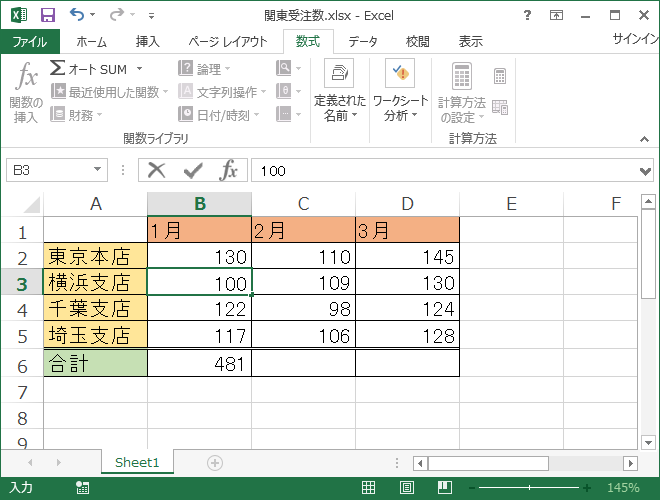 関東受注数.xlsx - Excel
ファイル ホーム 挿入 ページ レイアウト 数式 データ 校閲 表示 サインイン
fx 関数の挿入
Σ オート SUM
最近使用した関数
財務
論理
文字列操作
日付/時刻
関数ライブラリ
定義された
名前
ワークシート
分析
計算方法
の設定
計算方法
B3 fx 100
A B C D E F
1 1月 2月 3月
2 東京本店 130 110 145
3 横浜支店 100 109 130
4 千葉支店 122 98 124
5 埼玉支店 117 106 128
6 合計 481
7
8
9
Sheet1
入力 145%